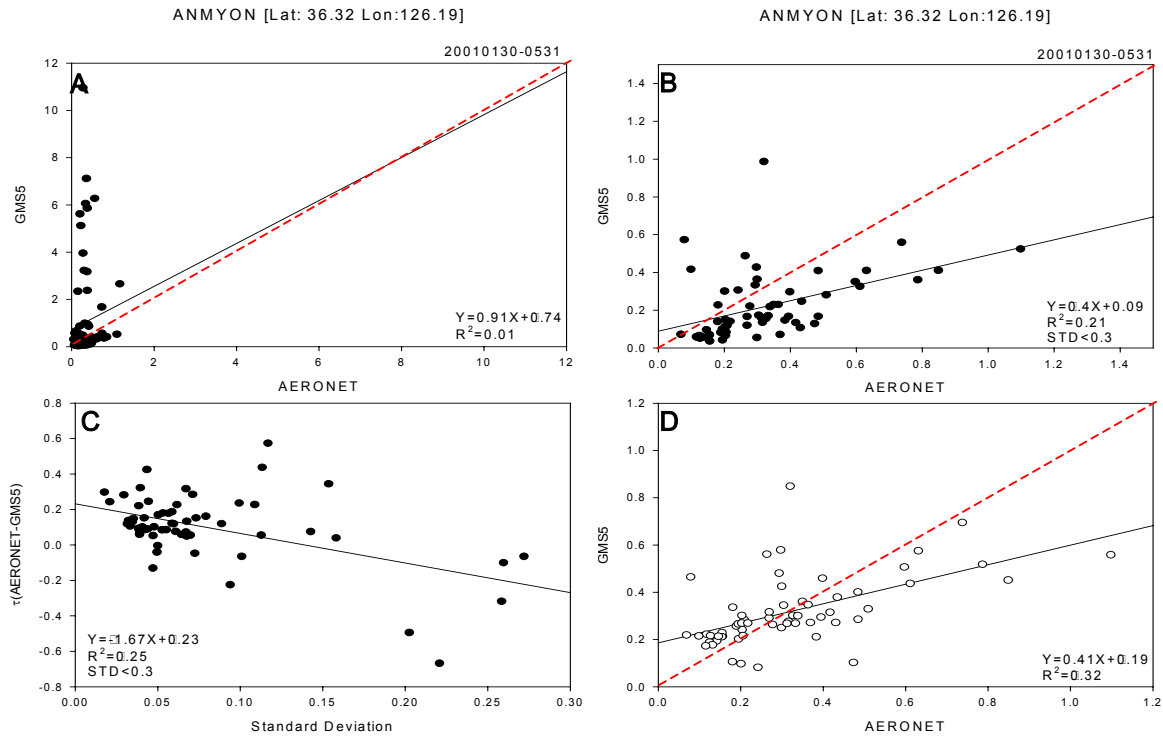 ANMYON [Lat: 36.32 Lon:126.19]
20010130-0531
A
12
10
8
6
4
2
0
GMS5
Y=0.91X+0.74
R²=0.01
0 2 4 6 8 10 12
AERONET
ANMYON [Lat: 36.32 Lon:126.19]
20010130-0531
B
1.4
1.2
1.0
0.8
0.6
0.4
0.2
0.0
GMS5
Y=0.4X+0.09
R²=0.21
STD<0.3
0.0 0.2 0.4 0.6 0.8 1.0 1.2 1.4
AERONET
C
0.8
0.6
0.4
0.2
0.0
-0.2
-0.4
-0.6
-0.8
τ(AERONET-GMS5)
Y=-1.67X+0.23
R²=0.25
STD<0.3
0.00 0.05 0.10 0.15 0.20 0.25 0.30
Standard Deviation
D
1.2
1.0
0.8
0.6
0.4
0.2
0.0
GMS5
Y=0.41X+0.19
R²=0.32
0.0 0.2 0.4 0.6 0.8 1.0 1.2
AERONET